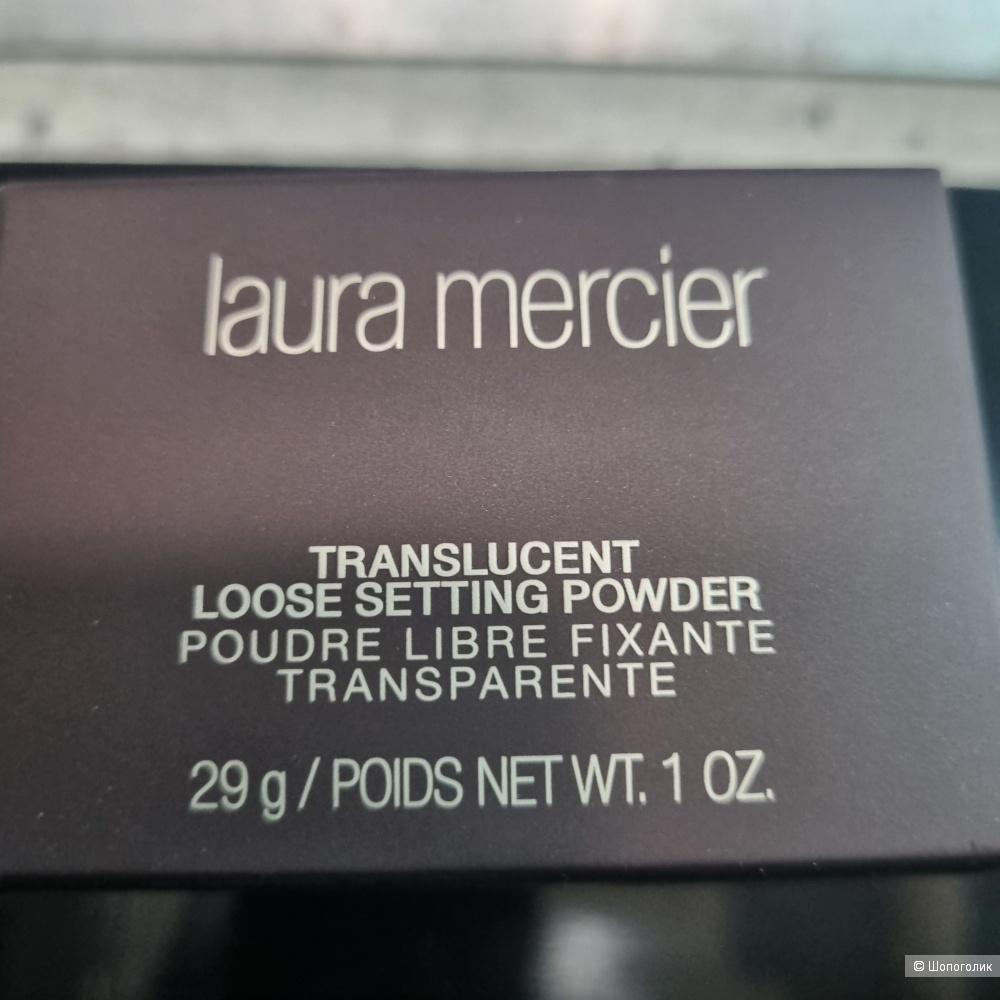 laura mercier
TRANSLUCENT
LOOSE SETTING POWDER
POUDRE LIBRE FIXANTE
TRANSPARENTE
29 g / POIDS NET WT. 1 OZ.
© Шопоголик